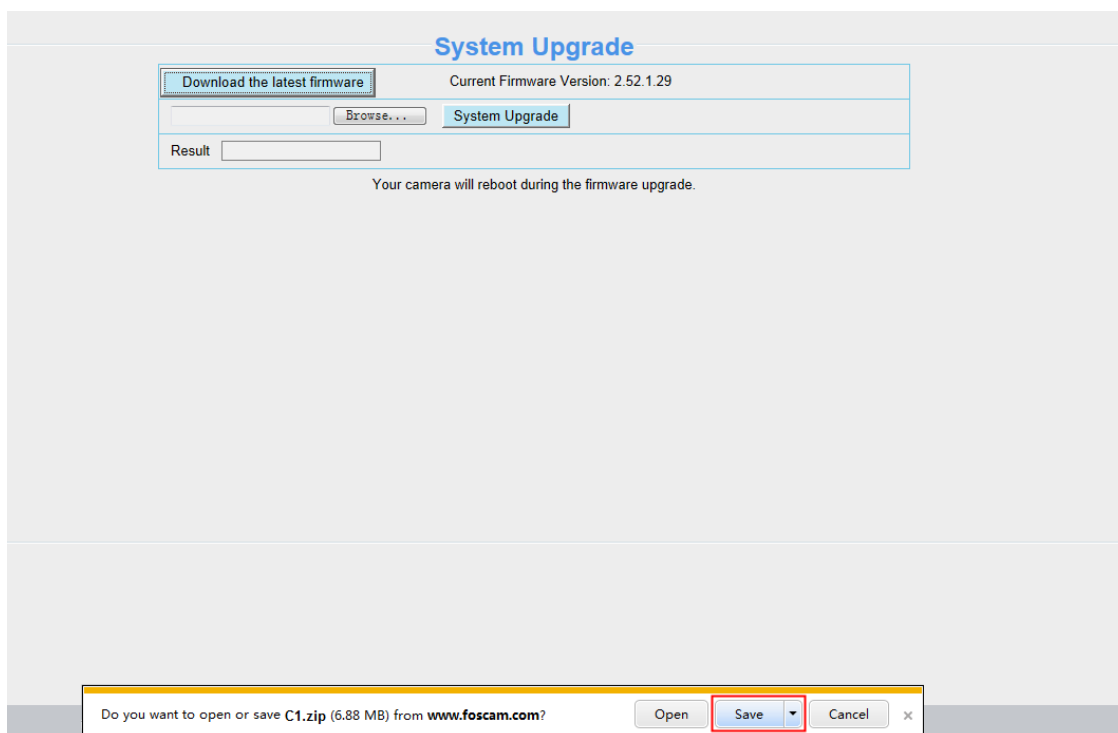 System Upgrade
Download the latest firmware
Current Firmware Version: 2.52.1.29
Browse...
System Upgrade
Result
Your camera will reboot during the firmware upgrade.
Do you want to open or save C1.zip (6.88 MB) from www.foscam.com?
Open
Save
Cancel
×